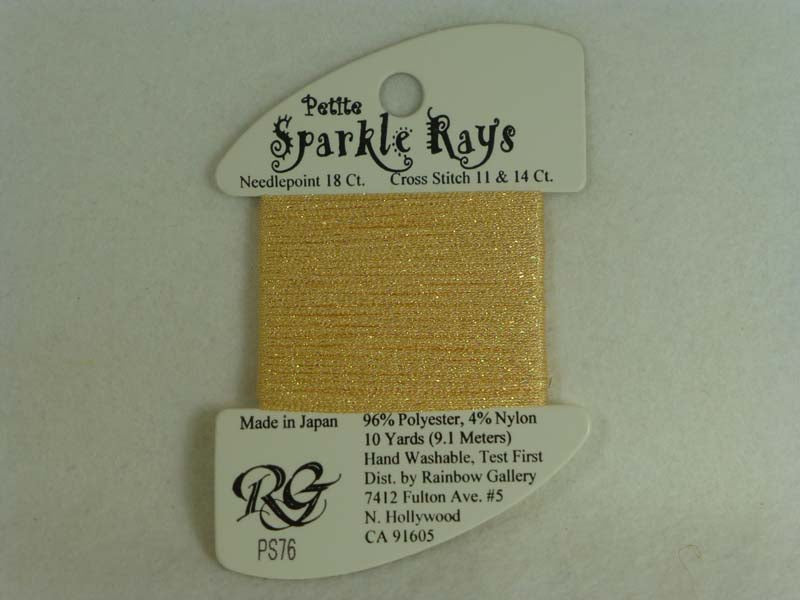 Petite
Sparkle Rays
Needlepoint 18 Ct. Cross Stitch 11 & 14 Ct.
Made in Japan
RG
PS76
96% Polyester, 4% Nylon
10 Yards (9.1 Meters)
Hand Washable, Test First
Dist. by Rainbow Gallery
7412 Fulton Ave. #5
N. Hollywood
CA 91605